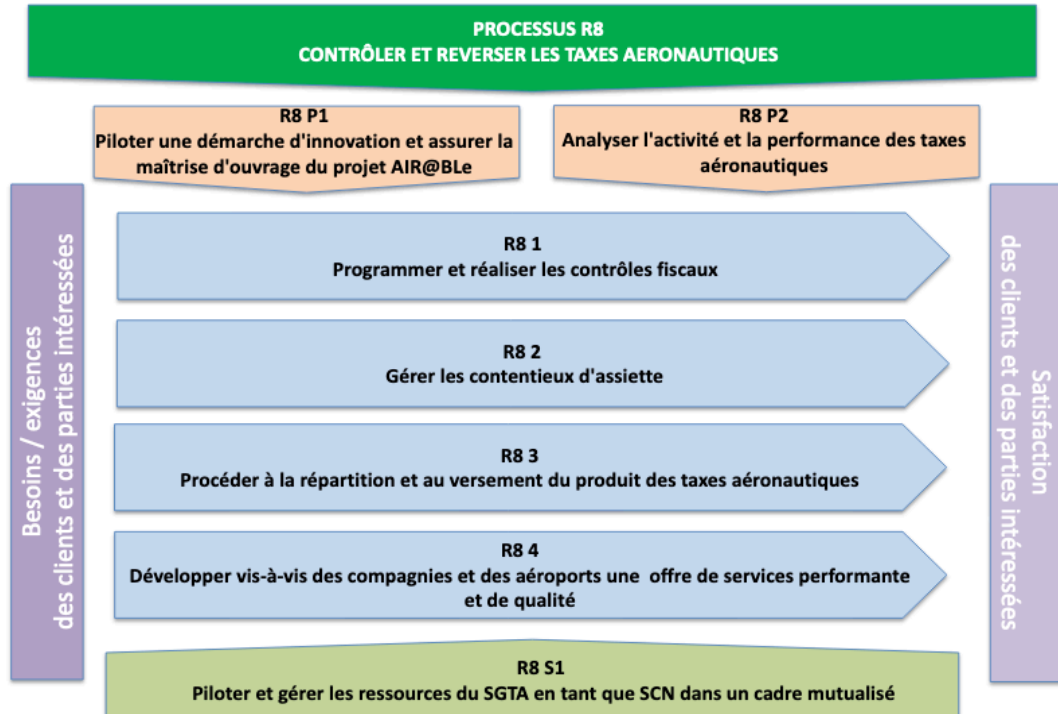 PROCESSUS R8
CONTRÔLER ET REVERSER LES TAXES AERONAUTIQUES
R8 P1
Piloter une démarche d'innovation et assurer la
maîtrise d'ouvrage du projet AIR@BLe
R8 P2
Analyser l'activité et la performance des taxes
aéronautiques
Besoins / exigences
des clients et des parties intéressées
R8 1
Programmer et réaliser les contrôles fiscaux
R8 2
Gérer les contentieux d'assiette
R8 3
Procéder à la répartition et au versement du produit des taxes aéronautiques
R8 4
Développer vis-à-vis des compagnies et des aéroports une offre de services performante
et de qualité
Satisfaction
des clients et des parties intéressées
R8 S1
Piloter et gérer les ressources du SGTA en tant que SCN dans un cadre mutualisé